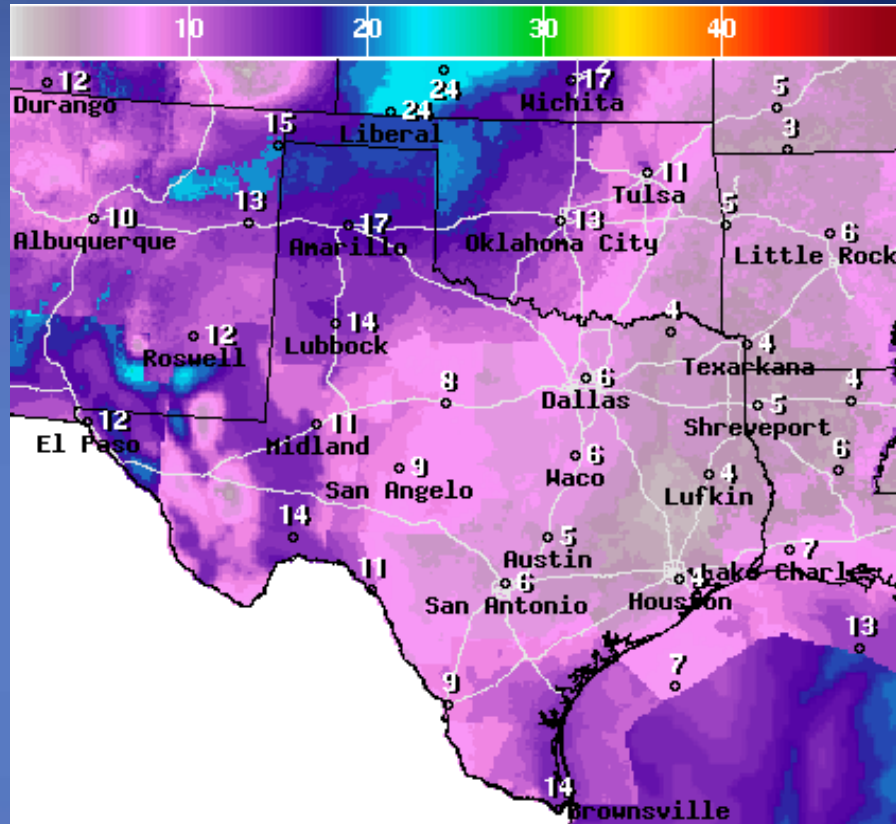 10 20 30 40
12 24 17 5
Durango Wichita
24
Liberal
15 3
11
Tulsa
10 13 17 13 5 6
Albuquerque Amarillo Oklahoma City Little Rock
12 14 4 4
Roswell Lubbock Texarkana
8 6 5 4
Dallas
12 11 Shreveport
El Paso Midland
9 6 4 6
San Angelo Waco Lufkin
14 5 7
Austin
11 6 4 Lake Charles
San Antonio Houston
13
9 7
14
Brownsville